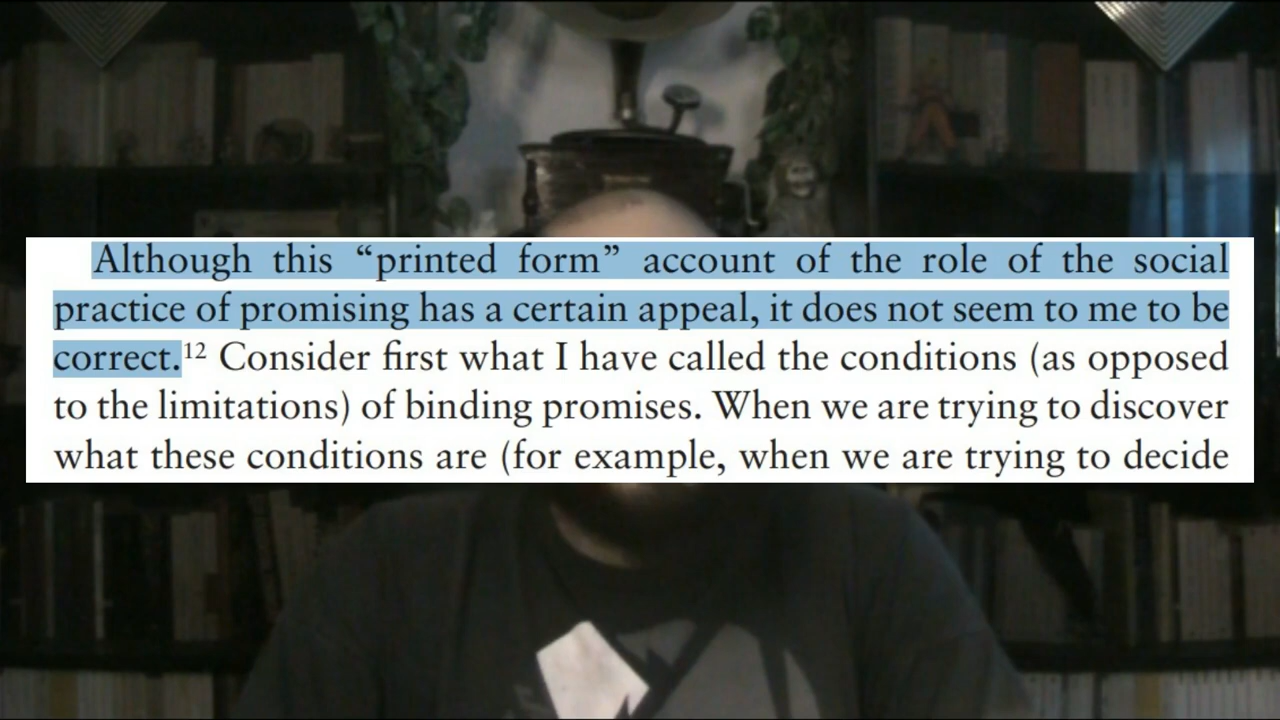 Although this “printed form” account of the role of the social
practice of promising has a certain appeal, it does not seem to me to be
correct.¹² Consider first what I have called the conditions (as opposed
to the limitations) of binding promises. When we are trying to discover
what these conditions are (for example, when we are trying to decide